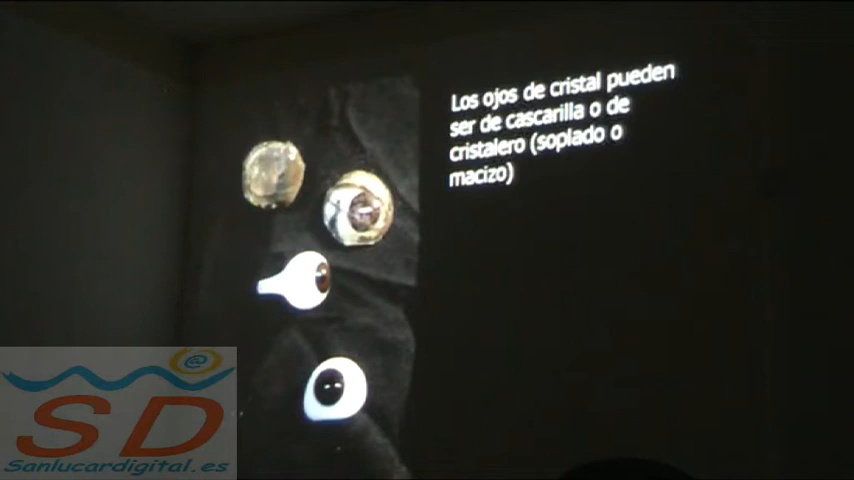 Los ojos de cristal pueden
ser de cascarilla o de
cristalero (soplado o
macizo)
@
SD
Sanlucardigital.es